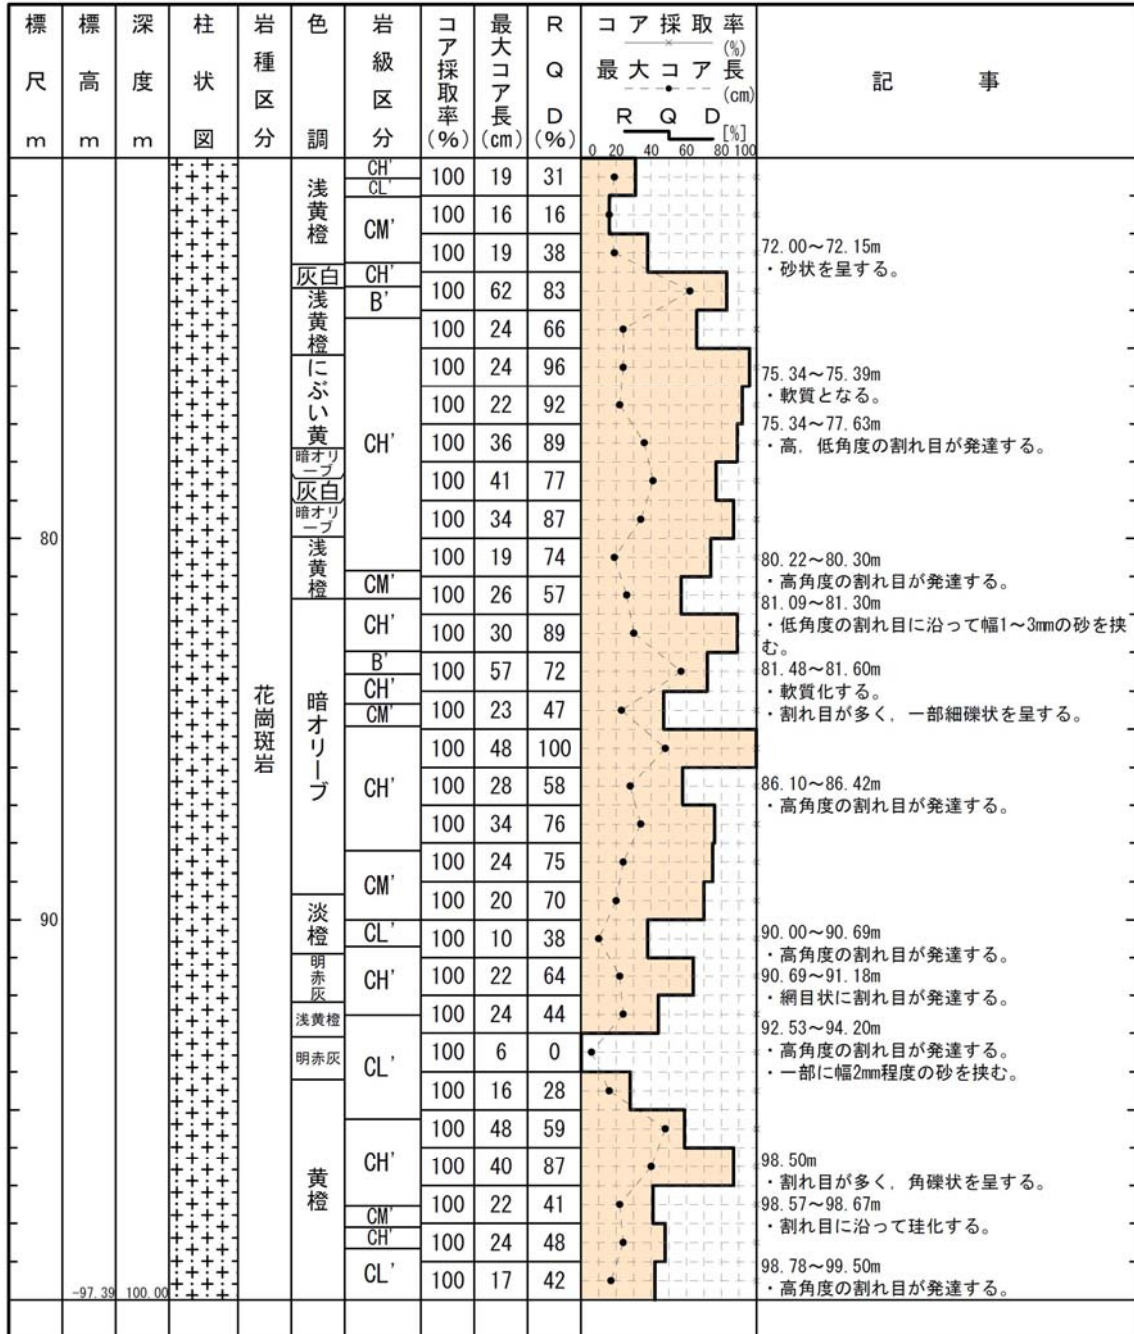 標尺 m
標高 m
深度 m
柱状図
岩種区分
色調
岩級区分
コア採取率(%)
最大コア長(cm)
RQD(%)
コア採取率
(%)
最大コア長
(cm)
R Q D
[%]
0 20 40 60 80 100
記事
80
90
-97.39 100.00
花崗斑岩
浅黄橙
灰白
浅黄橙
にぶい黄
暗オリーブ
灰白
暗オリーブ
浅黄橙
暗オリーブ
淡橙
明赤灰
浅黄橙
明赤灰
黄橙
CH'
CL'
CM'
CH'
B'
CH'
CM'
CH'
B'
CH'
CM'
CH'
CM'
CL'
CH'
CL'
CH'
CM'
CH'
CL'
100 19 31
100 16 16
100 19 38
100 62 83
100 24 66
100 24 96
100 22 92
100 36 89
100 41 77
100 34 87
100 19 74
100 26 57
100 30 89
100 57 72
100 23 47
100 48 100
100 28 58
100 34 76
100 24 75
100 20 70
100 10 38
100 22 64
100 24 44
100 6 0
100 16 28
100 48 59
100 40 87
100 22 41
100 24 48
100 17 42
72.00～72.15m
・砂状を呈する。
75.34～75.39m
・軟質となる。
75.34～77.63m
・高，低角度の割れ目が発達する。
80.22～80.30m
・高角度の割れ目が発達する。
81.09～81.30m
・低角度の割れ目に沿って幅1～3mmの砂を挟
む。
81.48～81.60m
・軟質化する。
・割れ目が多く，一部細礫状を呈する。
86.10～86.42m
・高角度の割れ目が発達する。
90.00～90.69m
・高角度の割れ目が発達する。
90.69～91.18m
・網目状に割れ目が発達する。
92.53～94.20m
・高角度の割れ目が発達する。
・一部に幅2mm程度の砂を挟む。
98.50m
・割れ目が多く，角礫状を呈する。
98.57～98.67m
・割れ目に沿って珪化する。
98.78～99.50m
・高角度の割れ目が発達する。